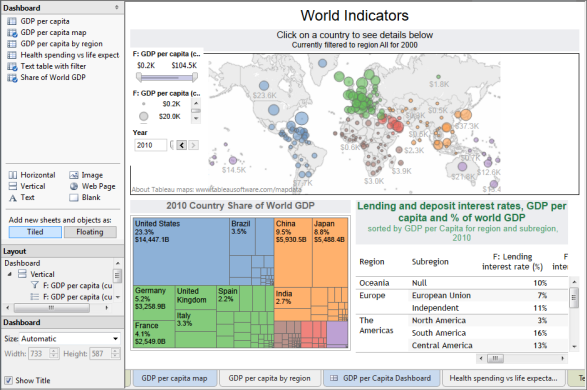 Dashboard
GDP per capita
GDP per capita map
GDP per capita by region
Health spending vs life expect
Text table with filter
Share of World GDP
Horizontal
Image
Vertical
Web Page
Text
Blank
Add new sheets and objects as:
Tiled
Floating
Layout
Dashboard
Vertical
F: GDP per capita (cu
F: GDP per capita (cu
Dashboard
Size: Automatic
Width: 733
Height: 587
Show Title
World Indicators
Click on a country to see details below
Currently filtered to region All for 2000
F: GDP per capita (c..
$0.2K
$104.5K
F: GDP per capita (c..
$0.2K
$20.0K
Year
2010
$23.6K
$14.5K
$1.8K
$0.5K
$37.3K
$0.6K
$2.3K
$3.0K
$3.9K
$12.6K
About Tableau maps: www.tableausoftware.com/mapdata
2010 Country Share of World GDP
United States
23.3%
$14,447.1B
Brazil
3.5%
China
9.5%
$5,930.5B
Japan
8.8%
$5,488.4B
Germany
5.2%
$3,258.9B
United
Kingdom
Spain
2.2%
India
2.7%
France
4.1%
$2,549.0B
Italy
3.3%
Lending and deposit interest rates, GDP per
capita and % of world GDP
sorted by GDP per Capita for region and subregion,
2010
Region
Subregion
F: Lending
interest rate (%)
Oceania
Null
10%
Europe
European Union
7%
Independent
11%
The
Americas
North America
3%
South America
16%
Central America
13%
GDP per capita map
GDP per capita by region
GDP per Capita Dashboard
Health spending vs life expecta...